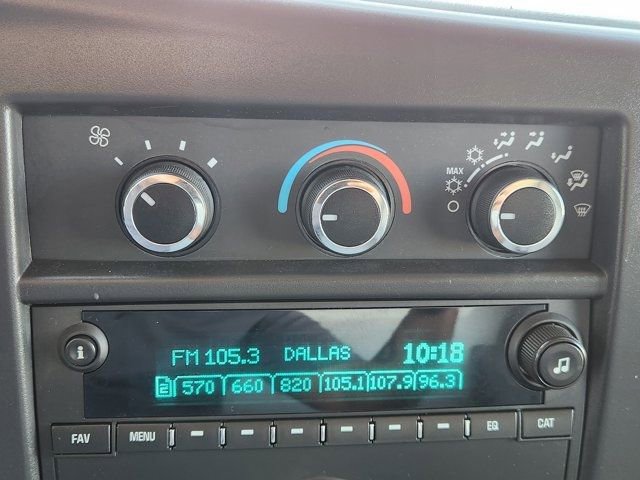 MAX
FM 105.3 DALLAS 10:18
2 570 660 820 105.1 107.9 96.3
FAV MENU EQ CAT